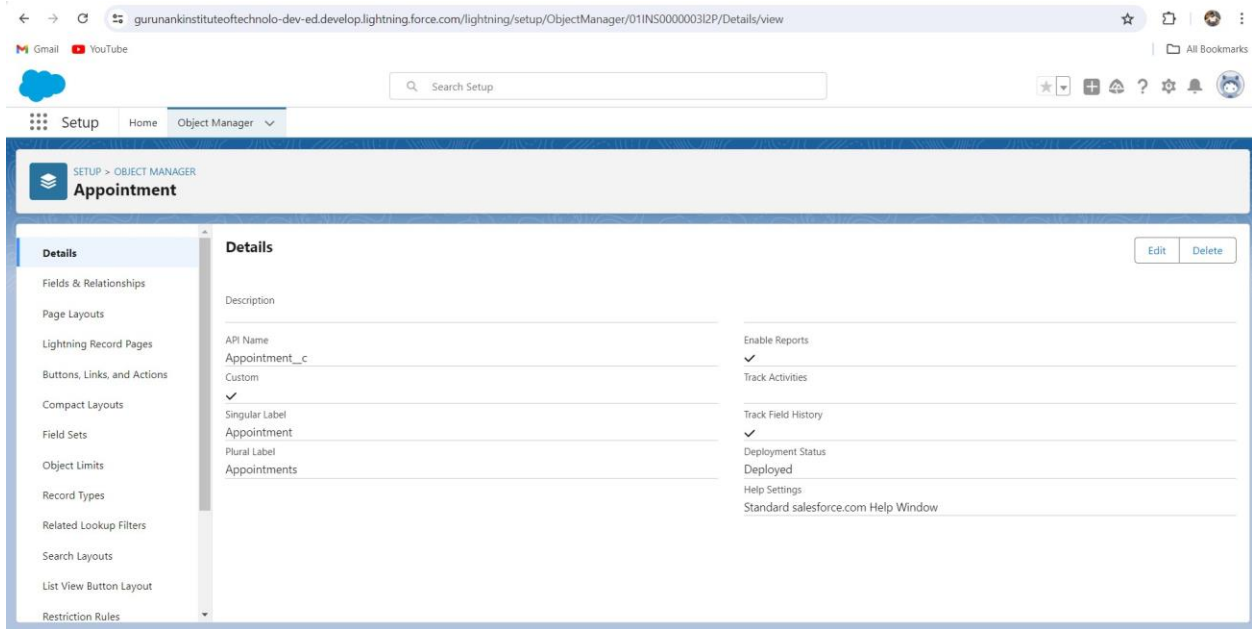 gurunankinstituteoftechnolo-dev-ed.develop.lightning.force.com/lightning/setup/ObjectManager/01INS0000003I2P/Details/view
Gmail YouTube All Bookmarks
Search Setup
Setup Home Object Manager
SETUP > OBJECT MANAGER
Appointment
Details
Fields & Relationships
Page Layouts
Lightning Record Pages
Buttons, Links, and Actions
Compact Layouts
Field Sets
Object Limits
Record Types
Related Lookup Filters
Search Layouts
List View Button Layout
Restriction Rules
Details
Edit Delete
Description
API Name
Appointment__c
Custom
Singular Label
Appointment
Plural Label
Appointments
Enable Reports
Track Activities
Track Field History
Deployment Status
Deployed
Help Settings
Standard salesforce.com Help Window